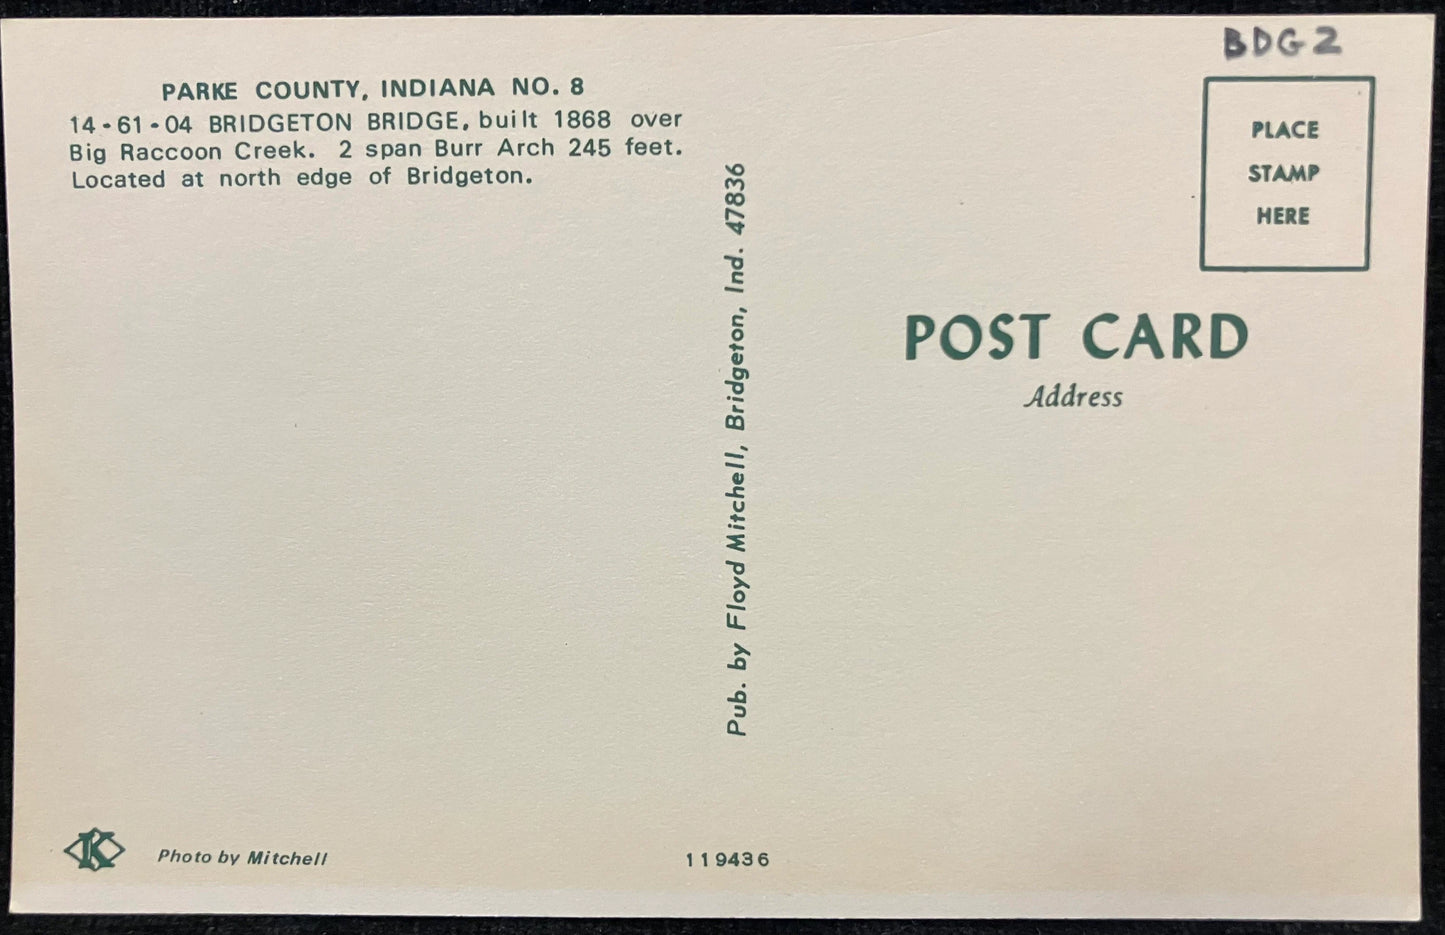 BDG2
PARKE COUNTY, INDIANA NO. 8
14-61-04 BRIDGETON BRIDGE, built 1868 over
Big Raccoon Creek. 2 span Burr Arch 245 feet.
Located at north edge of Bridgeton.
Pub. by Floyd Mitchell, Bridgeton, Ind. 47836
PLACE
STAMP
HERE
POST CARD
Address
K
Photo by Mitchell
119436